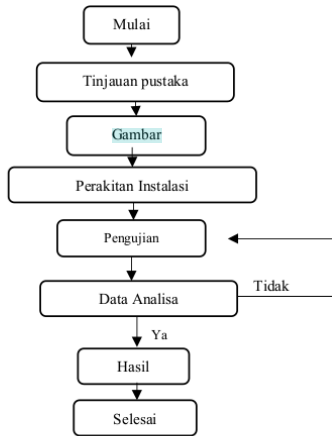 Mulai
Tinjauan pustaka
Gambar
Perakitan Instalasi
Pengujian
Data Analisa
Tidak
Ya
Hasil
Selesai